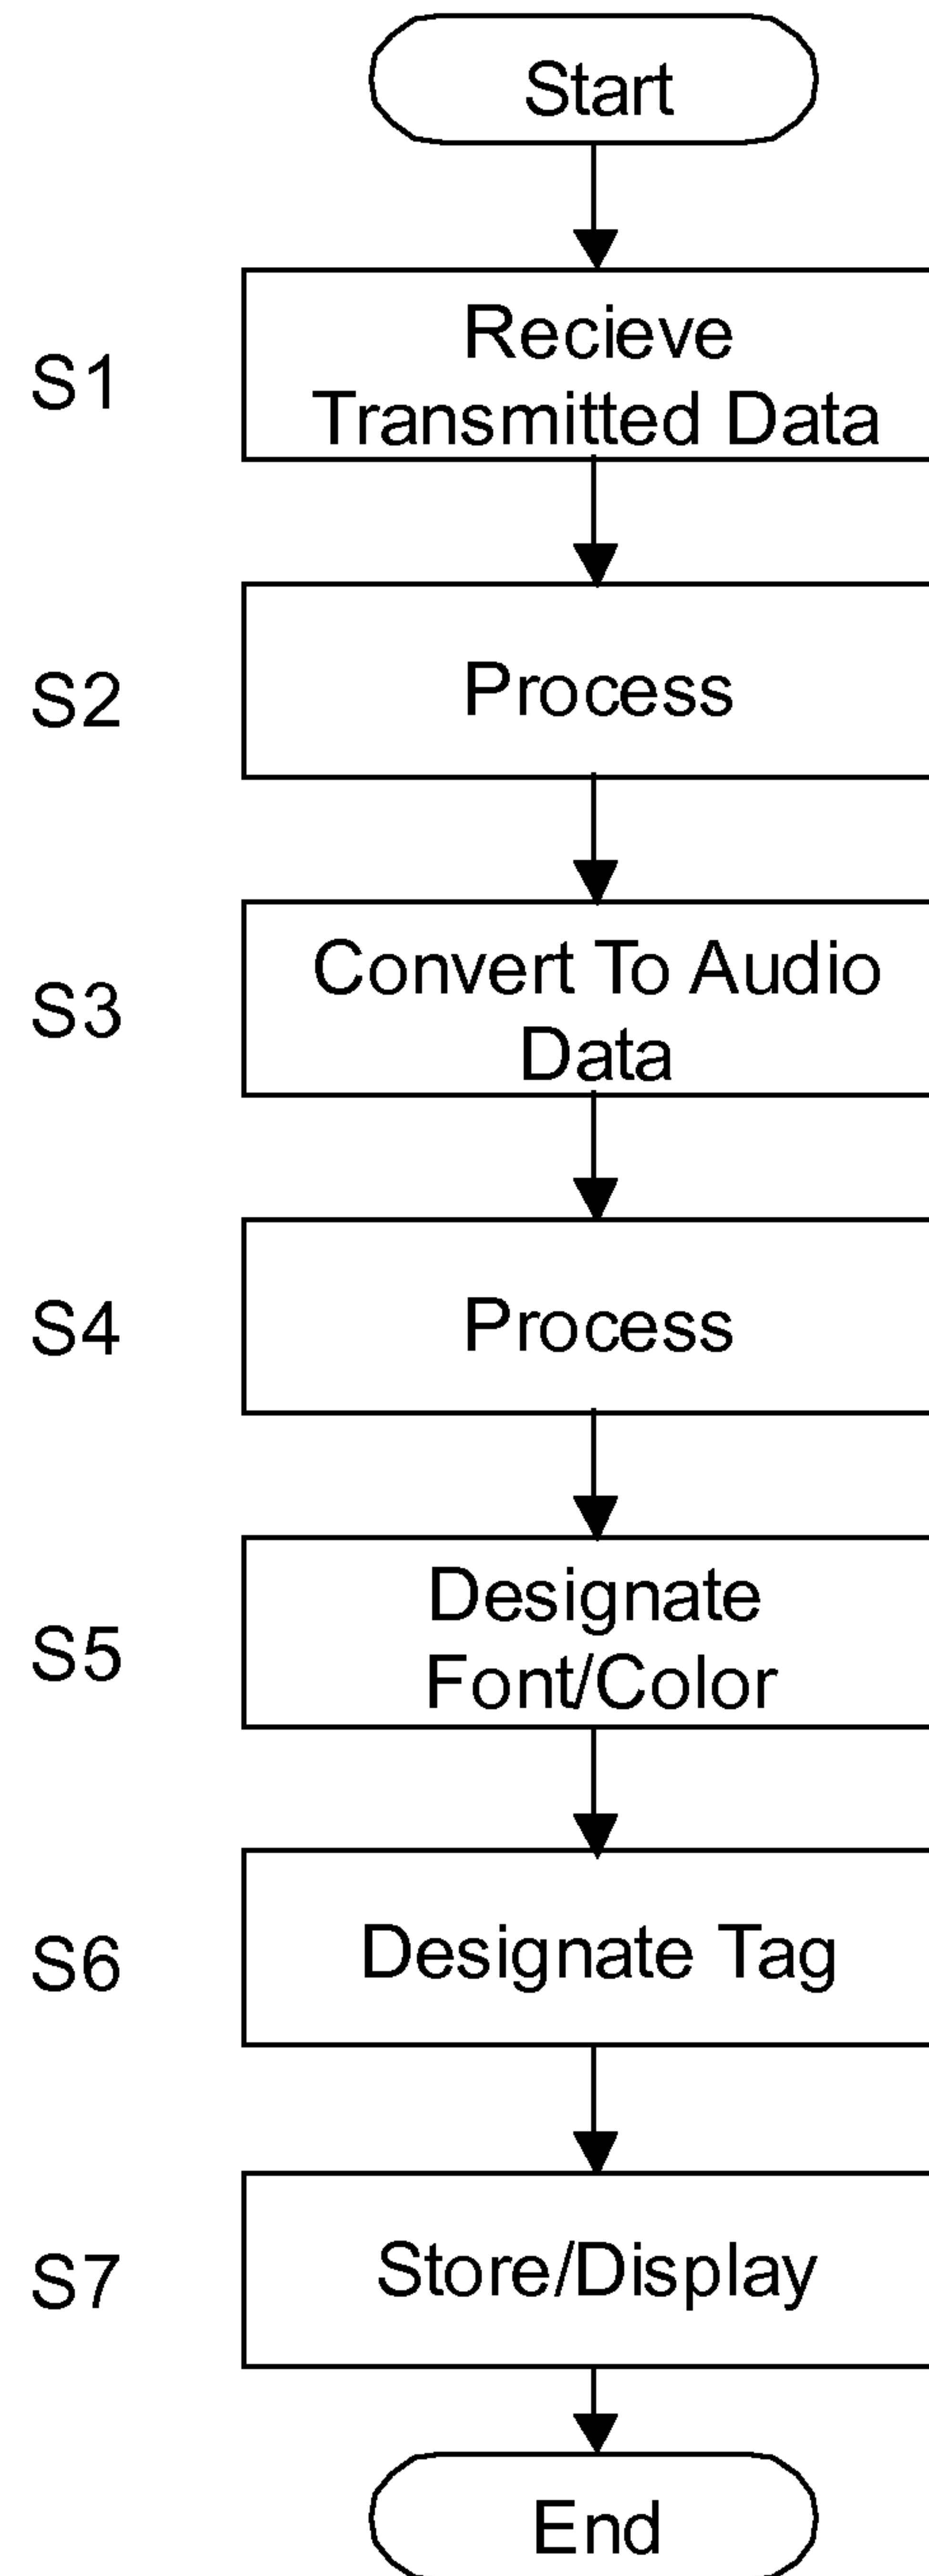 Start
S1
Recieve
Transmitted Data
S2
Process
S3
Convert To Audio
Data
S4
Process
S5
Designate
Font/Color
S6
Designate Tag
S7
Store/Display
End